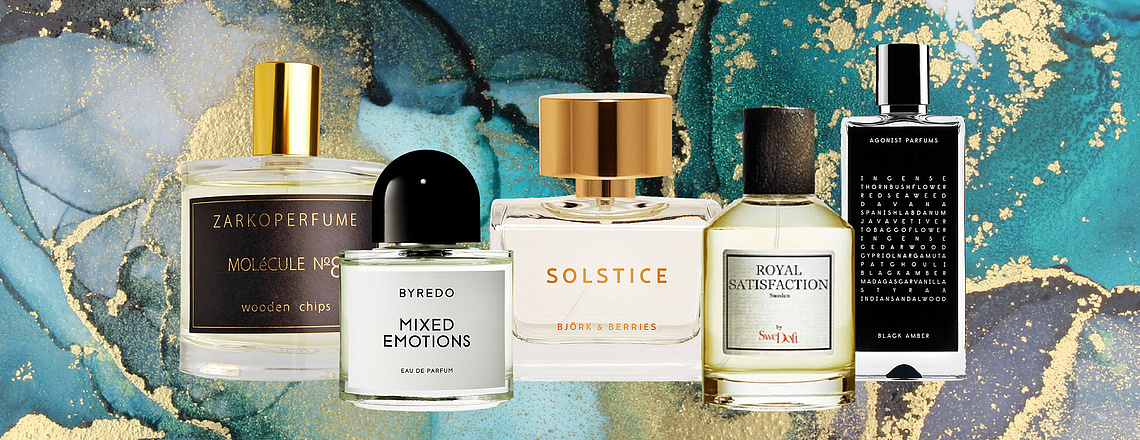 ZARKOPERFUME
MOLéCULE Nº8
wooden chips
BYREDO
MIXED
EMOTIONS
EAU DE PARFUM
SOLSTICE
BJÖRK & BERRIES
ROYAL
SATISFACTION
Sweden
by
SweDoft
AGONIST PARFUMS
INCENSE
THORNBUSHFLOWER
REDSEAWEED
DAVANA
SPANISHLABDANUM
JAVAVETIVER
TOBACCOFLOWER
INCENSE
CEDARWOOD
CYPRIOLNARGAMUTA
PATCHOULI
BLACKAMBER
MADAGASCARVANILLA
STYRAX
INDIANSANDALWOOD
BLACK AMBER